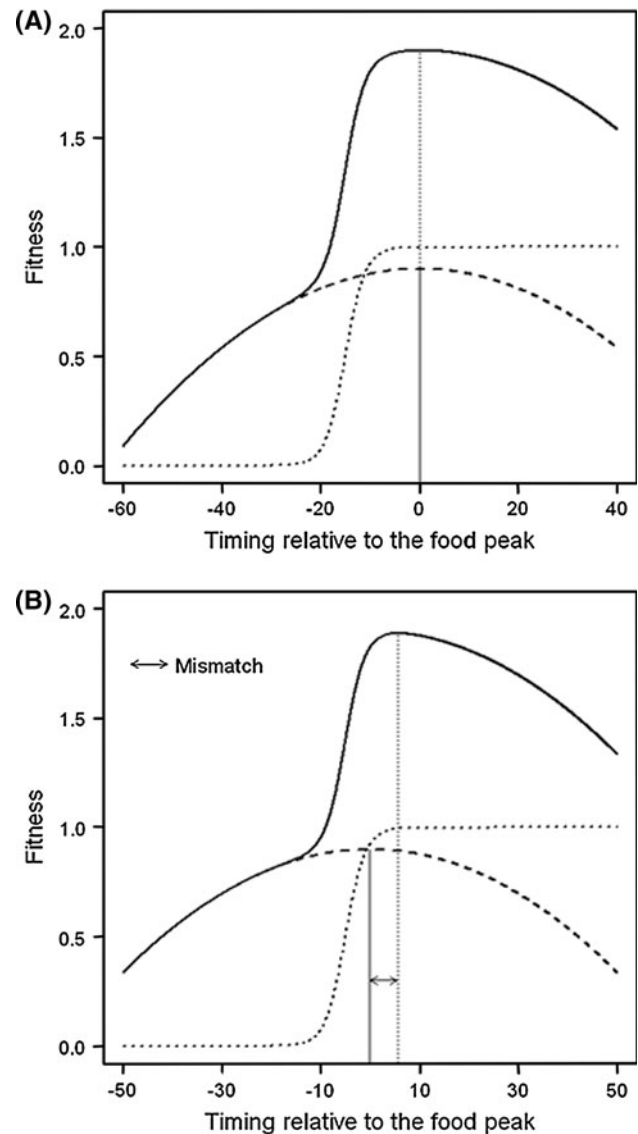 (A)
2.0
1.5
1.0
0.5
0.0
Fitness
-60 -40 -20 0 20 40
Timing relative to the food peak
(B)
2.0
1.5
1.0
0.5
0.0
Fitness
Mismatch
-50 -30 -10 10 30 50
Timing relative to the food peak